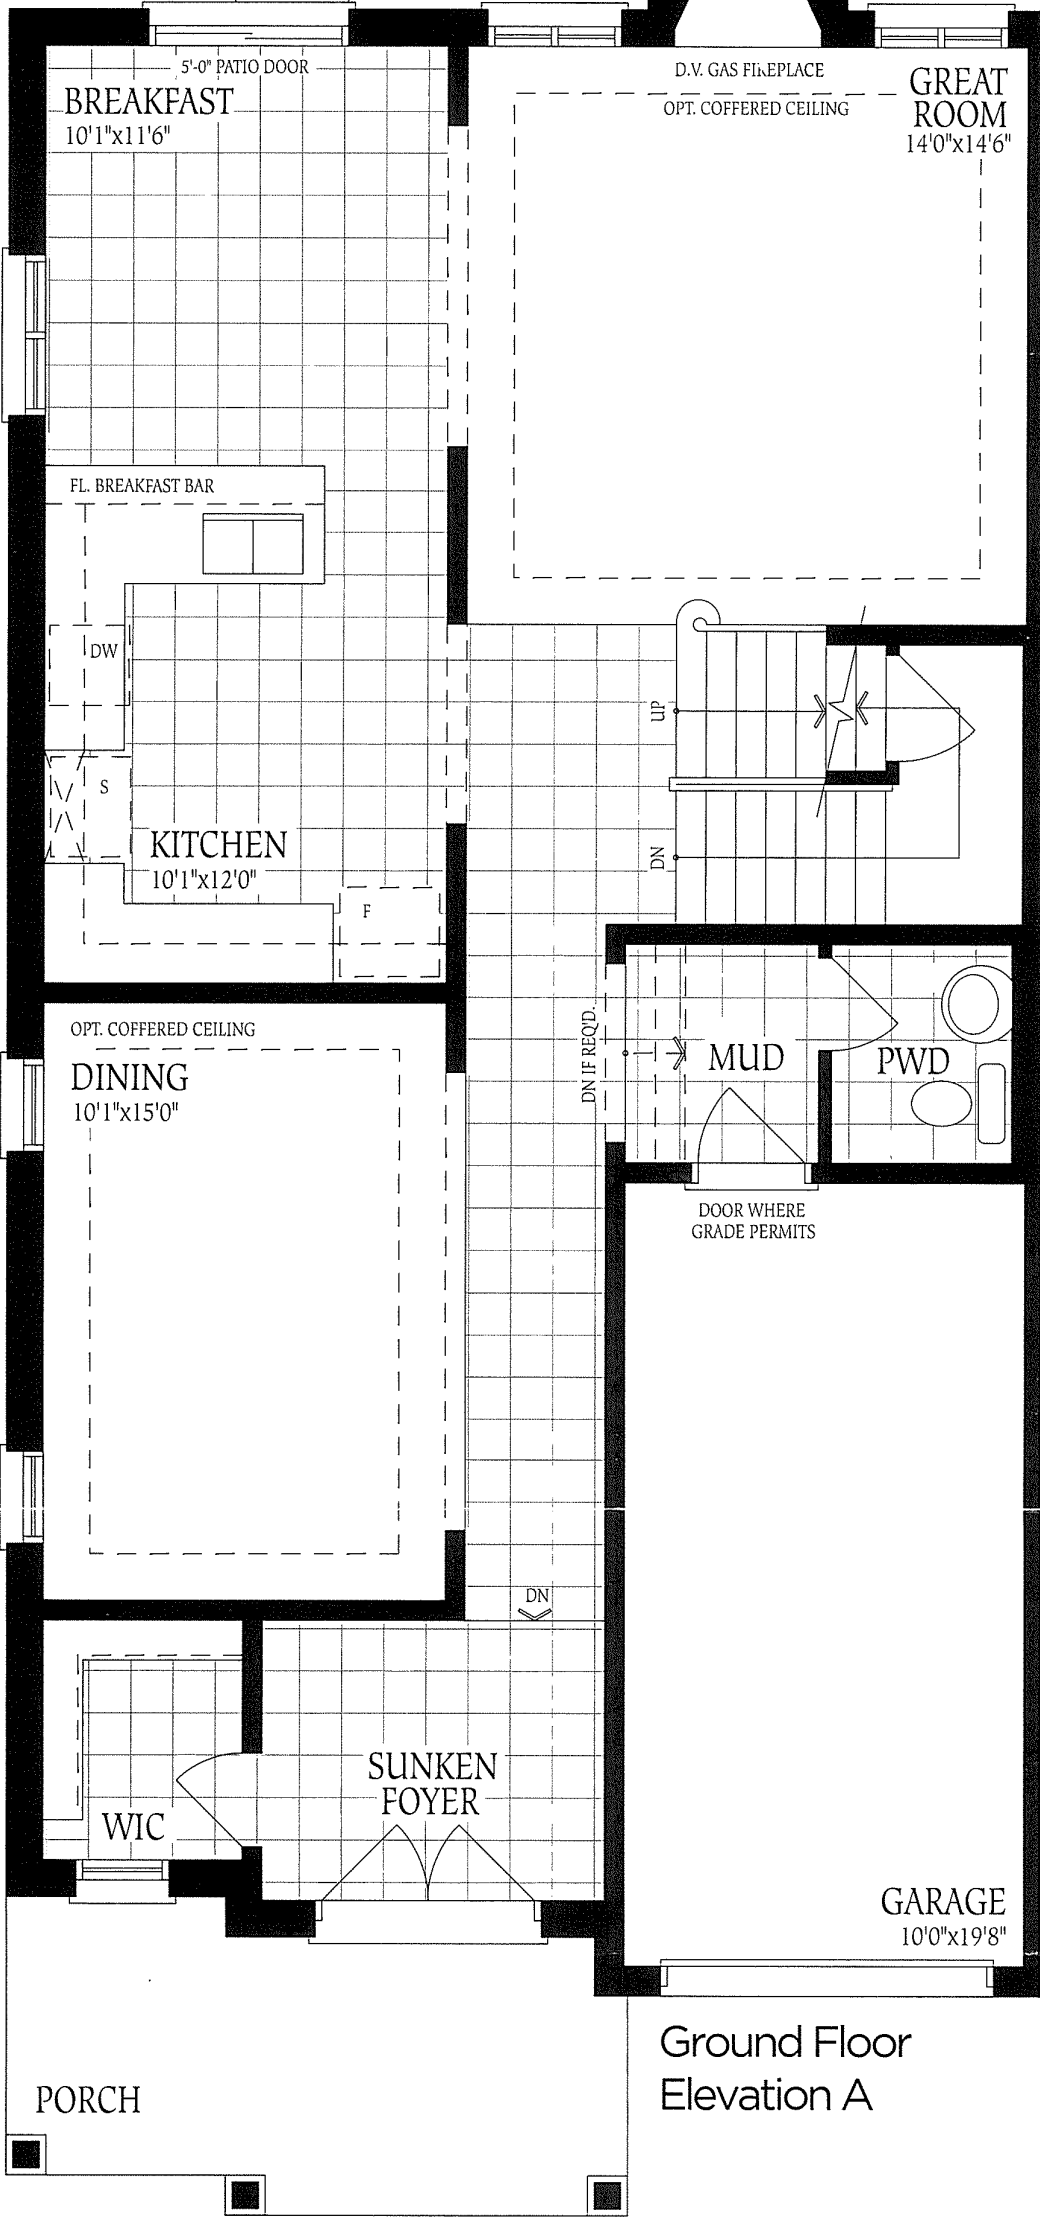 5'-0" PATIO DOOR
BREAKFAST
10'1"x11'6"
D.V. GAS FIREPLACE
OPT. COFFERED CEILING
GREAT
ROOM
14'0"x14'6"
FL. BREAKFAST BAR
DW
S
KITCHEN
10'1"x12'0"
F
UP
DN
OPT. COFFERED CEILING
DINING
10'1"x15'0"
DN IF REQ'D.
MUD
PWD
DOOR WHERE
GRADE PERMITS
DN
SUNKEN
FOYER
WIC
GARAGE
10'0"x19'8"
PORCH
Ground Floor
Elevation A